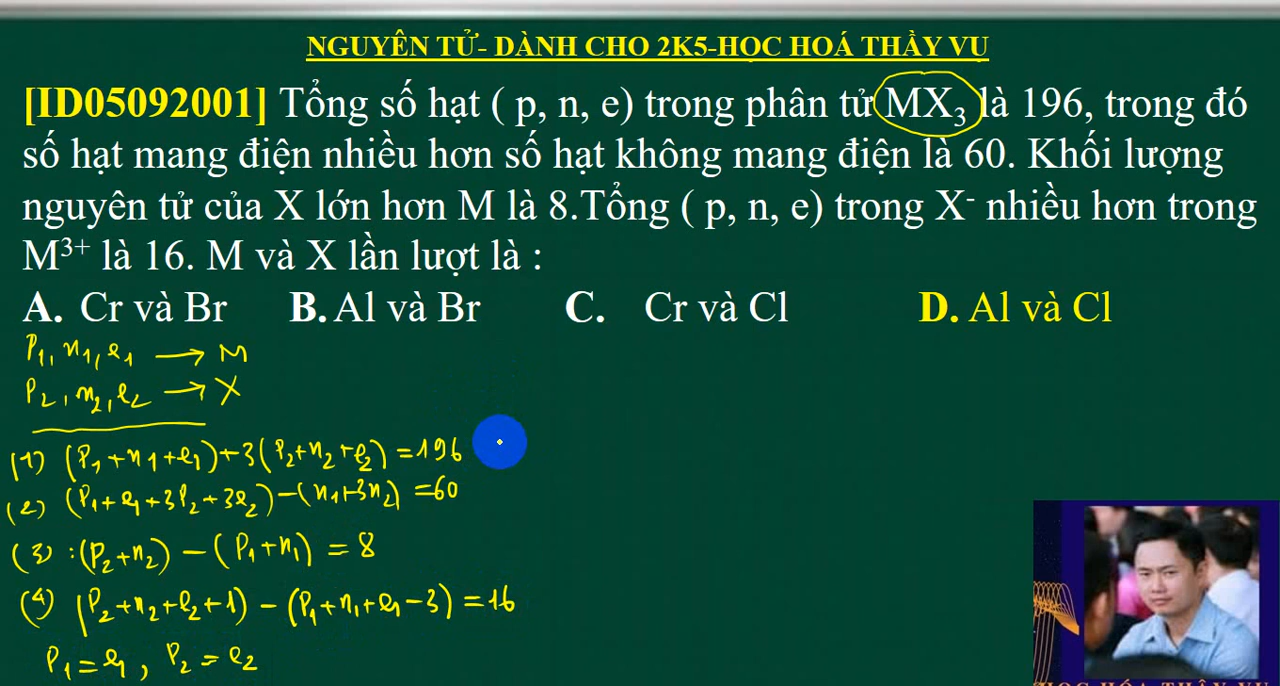 NGUYÊN TỬ- DÀNH CHO 2K5-HỌC HOÁ THẦY VỤ
[ID05092001] Tổng số hạt ( p, n, e) trong phân tử MX₃ là 196, trong đó
số hạt mang điện nhiều hơn số hạt không mang điện là 60. Khối lượng
nguyên tử của X lớn hơn M là 8.Tổng ( p, n, e) trong X⁻ nhiều hơn trong
M³⁺ là 16. M và X lần lượt là :
A. Cr và Br B. Al và Br C. Cr và Cl D. Al và Cl
P₁, n₁, e₁ → M
P₂, n₂, e₂ → X
(1) (P₁+n₁+e₁)+3(P₂+n₂+e₂)=196
(2) (P₁+e₁+3P₂+3e₂)-(n₁+3n₂)=60
(3) :(P₂+n₂)-(P₁+n₁)=8
(4) (P₂+n₂+e₂+1)-(P₁+n₁+e₁-3)=16
P₁=e₁, P₂=e₂
HỌC HÓA THẦY VỤ